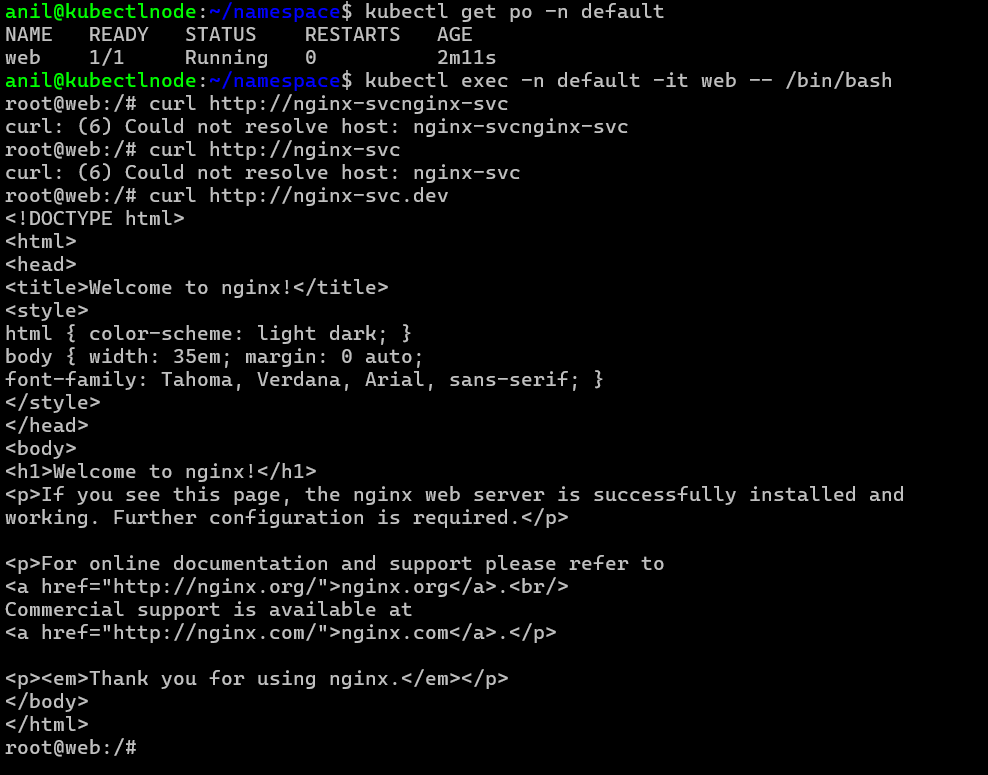 anil@kubectlnode:~/namespace$ kubectl get po -n default
NAME   READY   STATUS    RESTARTS   AGE
web    1/1     Running   0          2m11s
anil@kubectlnode:~/namespace$ kubectl exec -n default -it web -- /bin/bash
root@web:/# curl http://nginx-svcnginx-svc
curl: (6) Could not resolve host: nginx-svcnginx-svc
root@web:/# curl http://nginx-svc
curl: (6) Could not resolve host: nginx-svc
root@web:/# curl http://nginx-svc.dev
<!DOCTYPE html>
<html>
<head>
<title>Welcome to nginx!</title>
<style>
html { color-scheme: light dark; }
body { width: 35em; margin: 0 auto;
font-family: Tahoma, Verdana, Arial, sans-serif; }
</style>
</head>
<body>
<h1>Welcome to nginx!</h1>
<p>If you see this page, the nginx web server is successfully installed and
working. Further configuration is required.</p>

<p>For online documentation and support please refer to
<a href="http://nginx.org/">nginx.org</a>.<br/>
Commercial support is available at
<a href="http://nginx.com/">nginx.com</a>.</p>

<p><em>Thank you for using nginx.</em></p>
</body>
</html>
root@web:/#